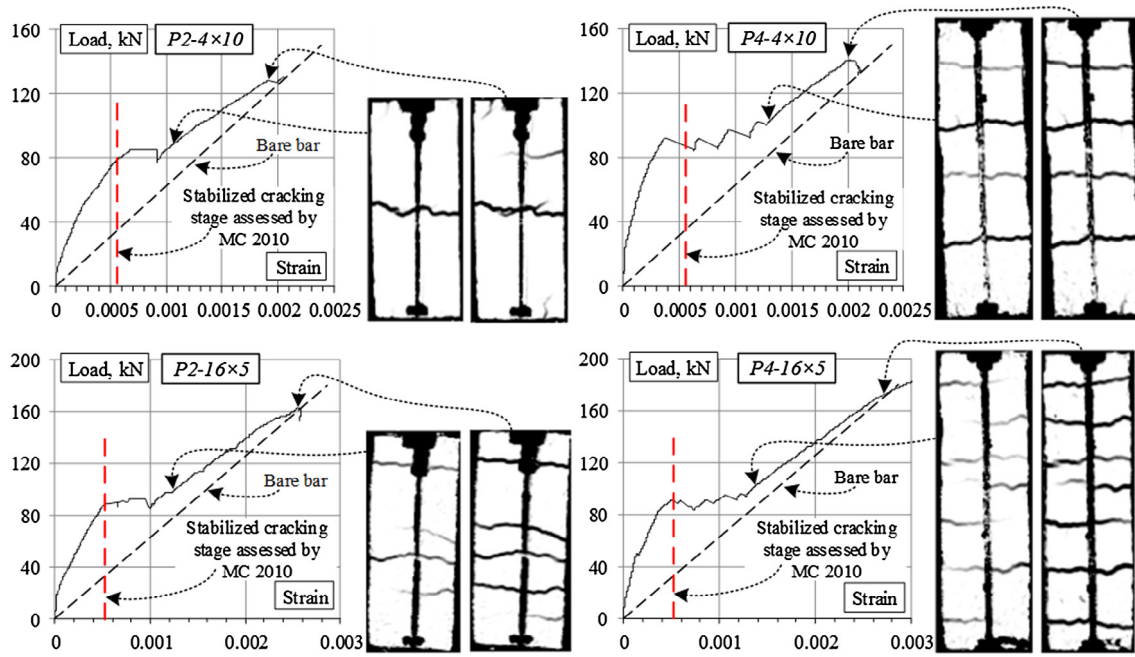 160
Load, kN
P2-4×10
120
80
Bare bar
Stabilized cracking
stage assessed by
MC 2010
40
Strain
0
0 0.0005 0.001 0.0015 0.002 0.0025
160
Load, kN
P4-4×10
120
80
Bare bar
Stabilized cracking
stage assessed by
MC 2010
40
Strain
0
0 0.0005 0.001 0.0015 0.002 0.0025
200
Load, kN
P2-16×5
160
120
Bare bar
80
Stabilized cracking
stage assessed by
MC 2010
40
Strain
0
0 0.001 0.002 0.003
200
Load, kN
P4-16×5
160
120
Bare bar
80
Stabilized cracking
stage assessed by
MC 2010
40
Strain
0
0 0.001 0.002 0.003